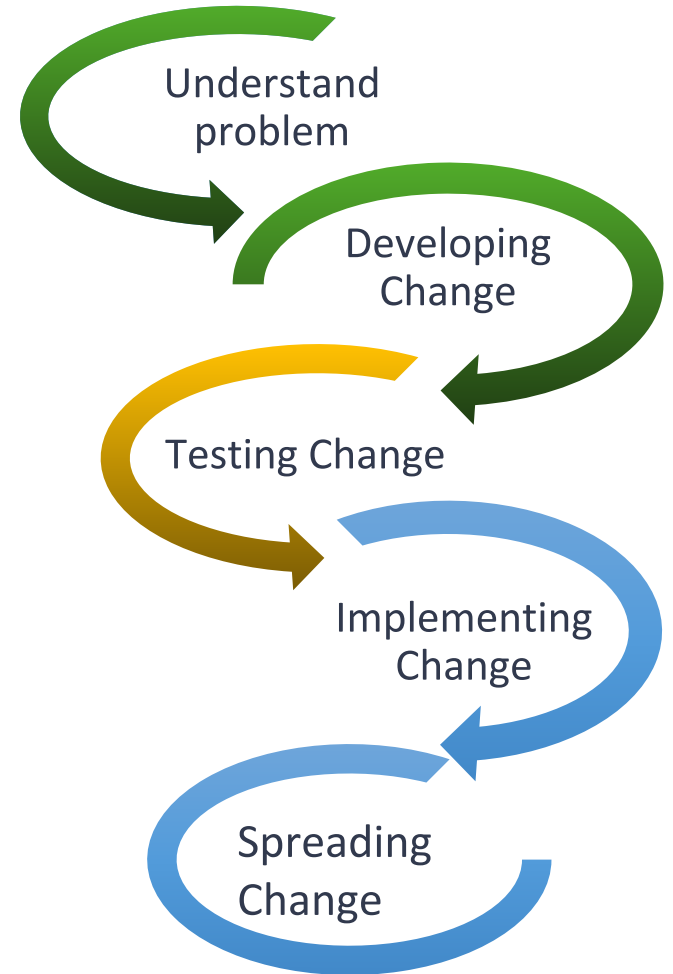 Understand
problem
Developing
Change
Testing Change
Implementing
Change
Spreading
Change